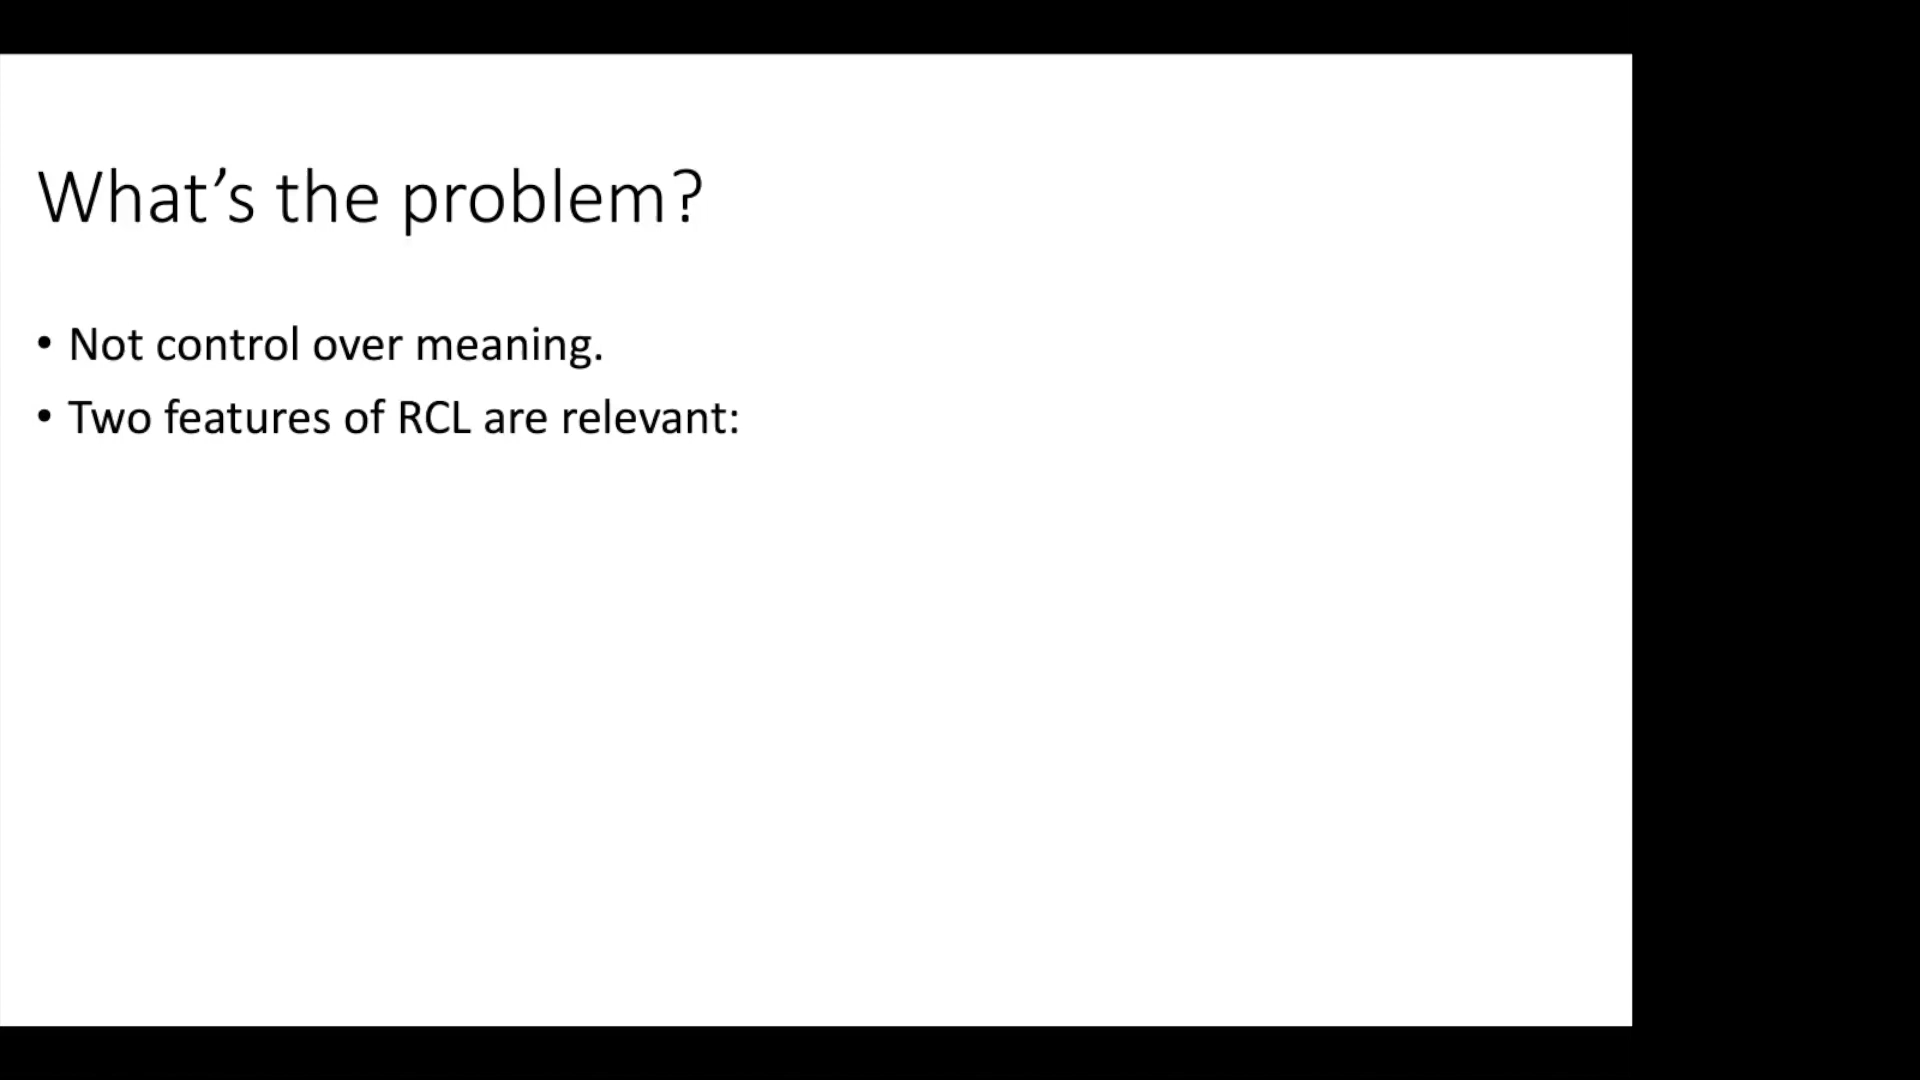 What’s the problem?
• Not control over meaning.
• Two features of RCL are relevant: